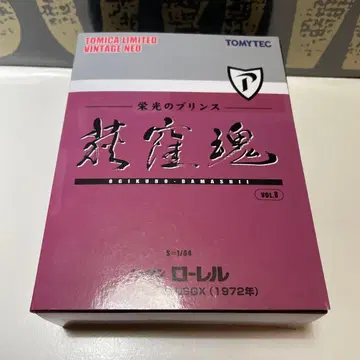 TOMICA LIMITED
VINTAGE NEO
TOMYTEC
P
栄光のプリンス
荻窪魂
OGIKUBO-DAMASHII
VOL.8
S=1/64
ローレル
SGX (1972年)